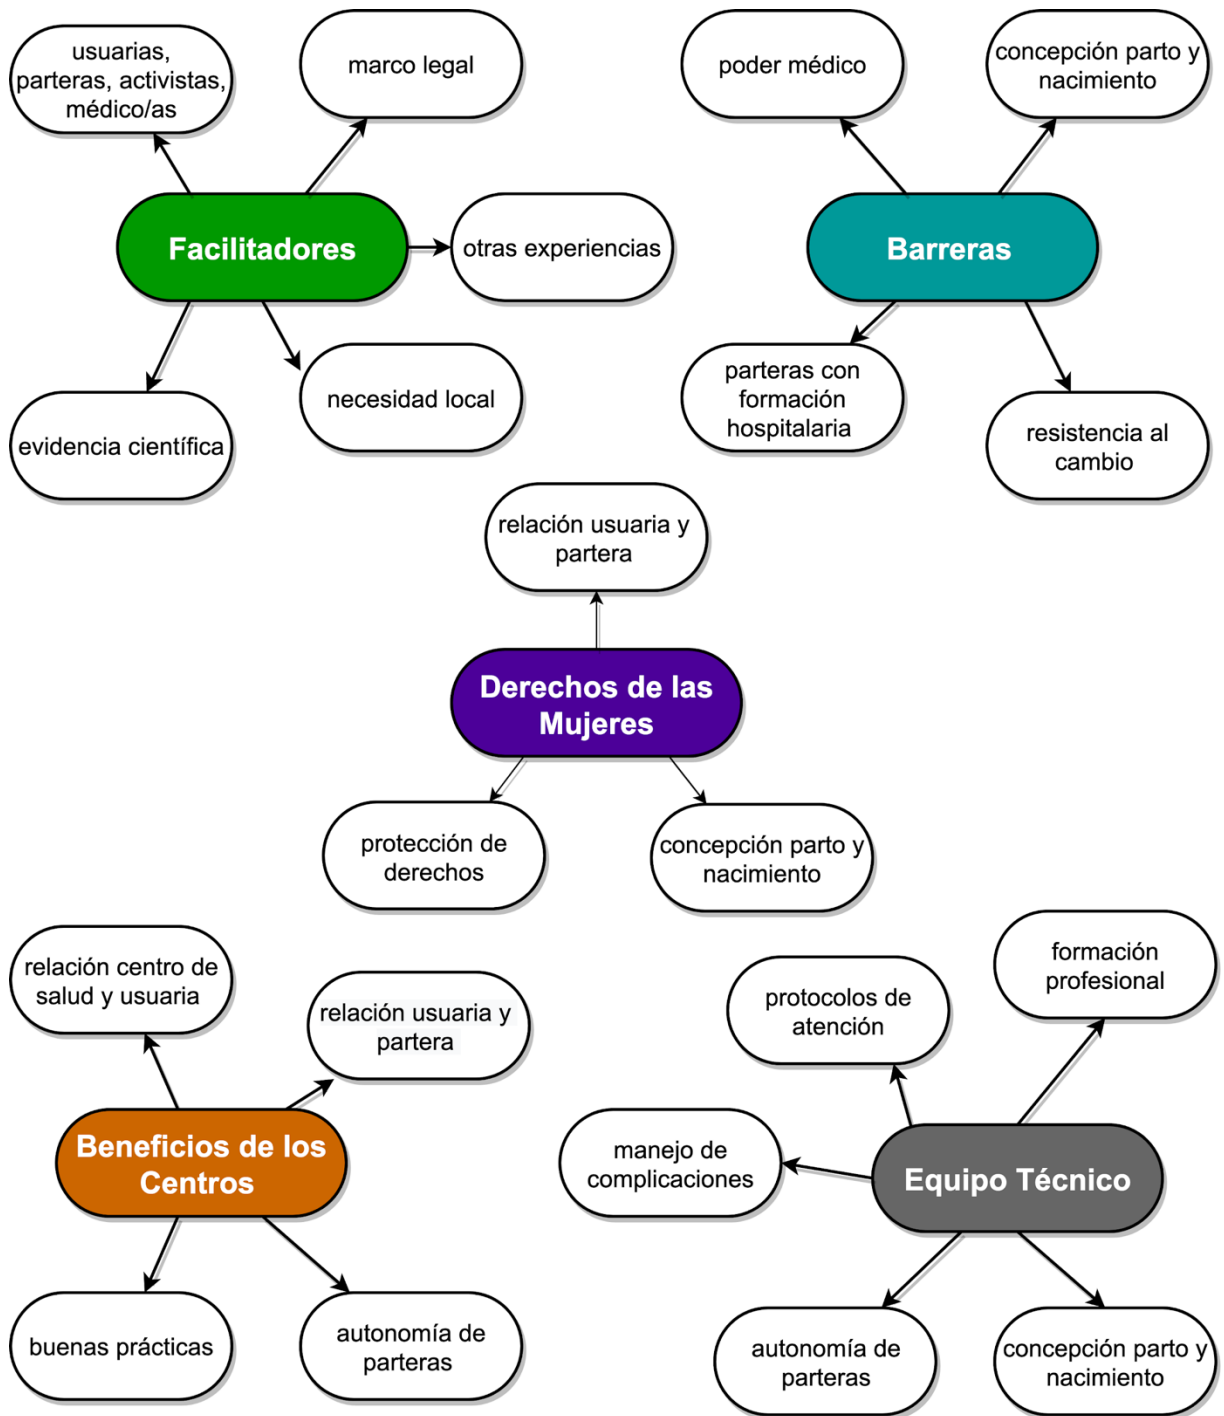 usuarias,
parteras, activistas,
médico/as
marco legal
Facilitadores
otras experiencias
evidencia científica
necesidad local
poder médico
concepción parto y
nacimiento
Barreras
parteras con
formación
hospitalaria
resistencia al
cambio
relación usuaria y
partera
Derechos de las
Mujeres
protección de
derechos
concepción parto y
nacimiento
relación centro de
salud y usuaria
relación usuaria y
partera
Beneficios de los
Centros
buenas prácticas
autonomía de
parteras
formación
profesional
protocolos de
atención
manejo de
complicaciones
Equipo Técnico
autonomía de
parteras
concepción parto y
nacimiento